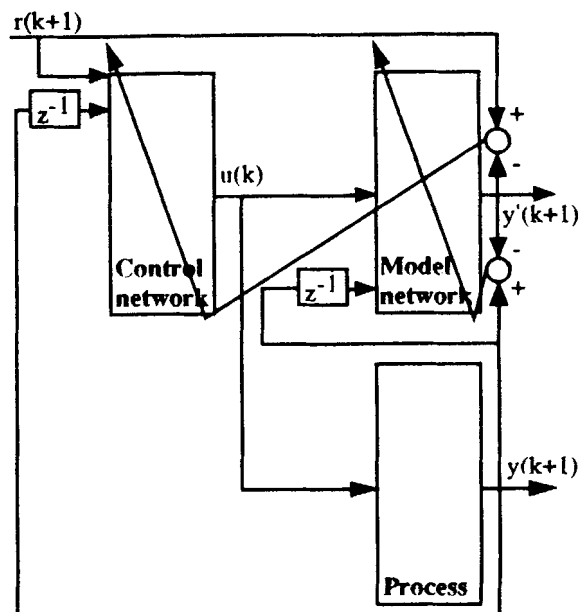 r(k+1)
z⁻¹
+
-
u(k)
y'(k+1)
-
Control
network
Model
network
z⁻¹
+
y(k+1)
Process